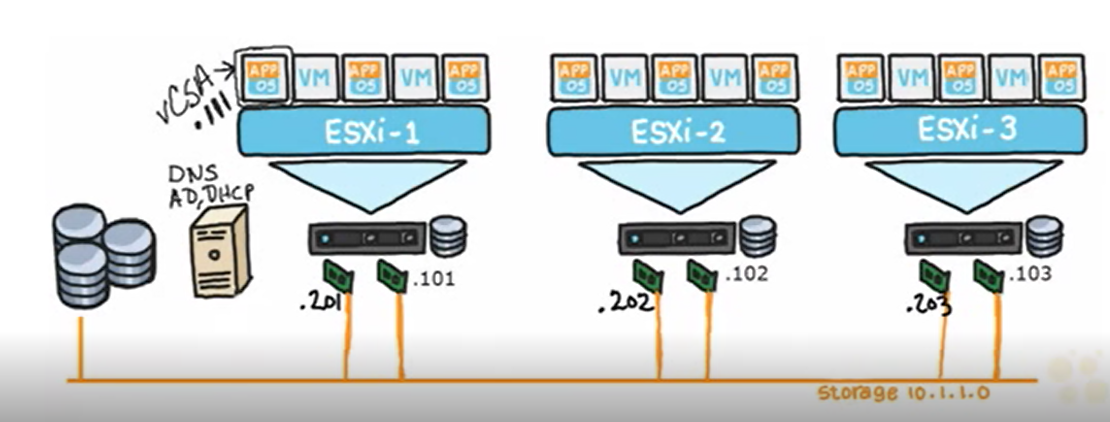 APP VM APP VM APP
OS OS OS
APP VM APP VM APP
OS OS OS
APP VM APP VM APP
OS OS OS
vCSA
.111
ESXi-1
ESXi-2
ESXi-3
DNS
AD,DHCP
.201
.101
.202
.102
.203
.103
Storage 10.1.1.0